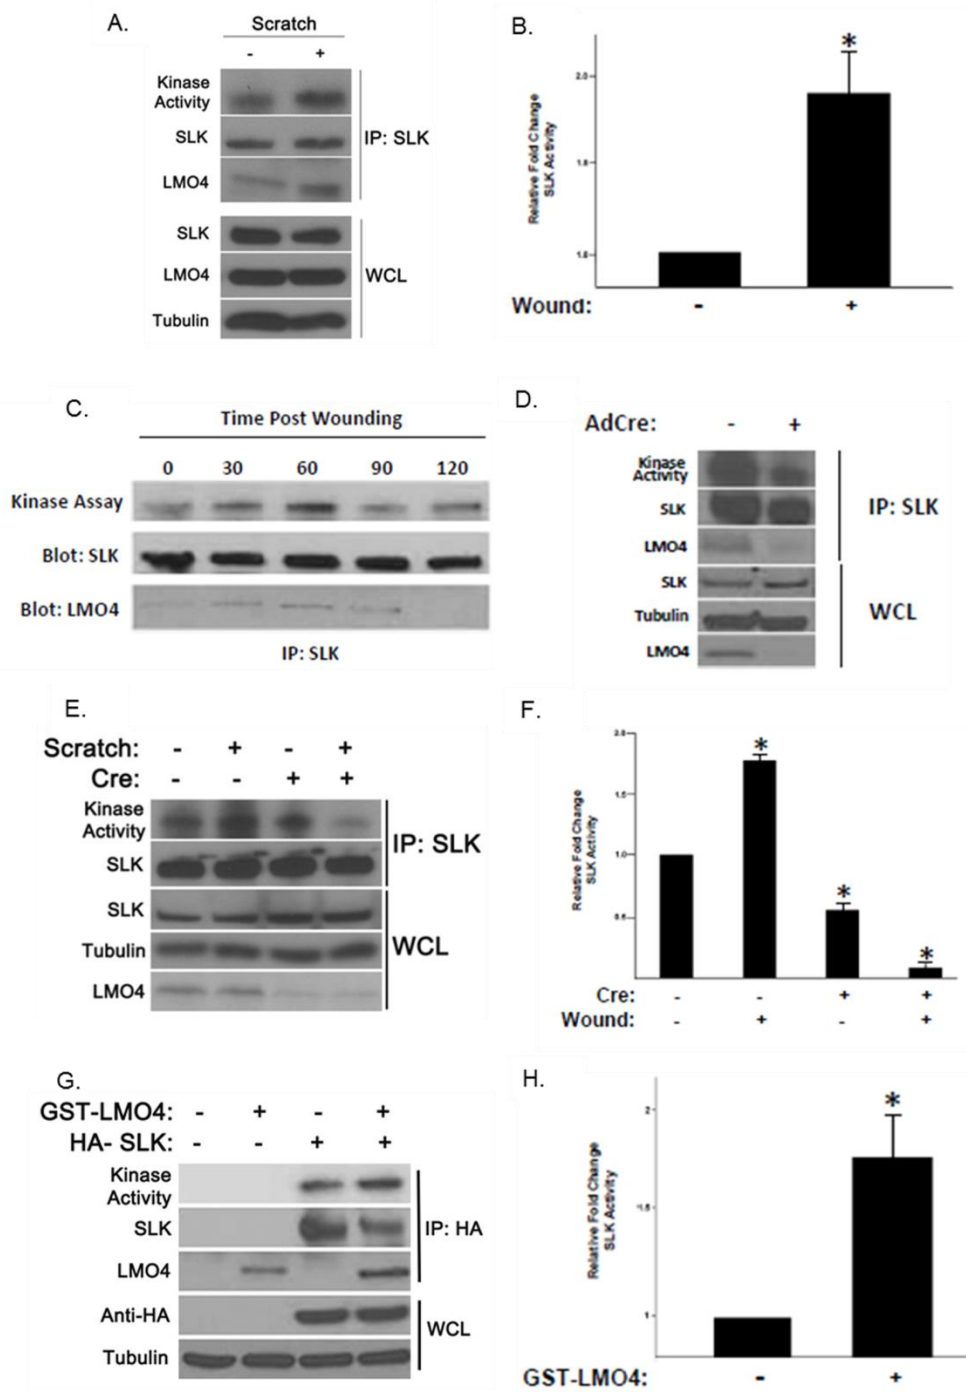 A.
Scratch
- +
Kinase
Activity
SLK
LMO4
IP: SLK
SLK
LMO4
Tubulin
WCL
B.
Relative Fold Change
SLK Activity
2.0
Wound: - +
*
C.
Time Post Wounding
0 30 60 90 120
Kinase Assay
Blot: SLK
Blot: LMO4
IP: SLK
D.
AdCre: - +
Kinase
Activity
SLK
LMO4
IP: SLK
SLK
Tubulin
LMO4
WCL
E.
Scratch: - + - +
Cre: - - + +
Kinase
Activity
SLK
IP: SLK
SLK
Tubulin
LMO4
WCL
F.
Relative Fold Change
SLK Activity
2.0
1.5
1.0
0.5
* * *
Cre: - - + +
Wound: - + - +
G.
GST-LMO4: - + - +
HA- SLK: - - + +
Kinase
Activity
SLK
LMO4
IP: HA
Anti-HA
Tubulin
WCL
H.
Relative Fold Change
SLK Activity
2
1.5
1
*
GST-LMO4: - +